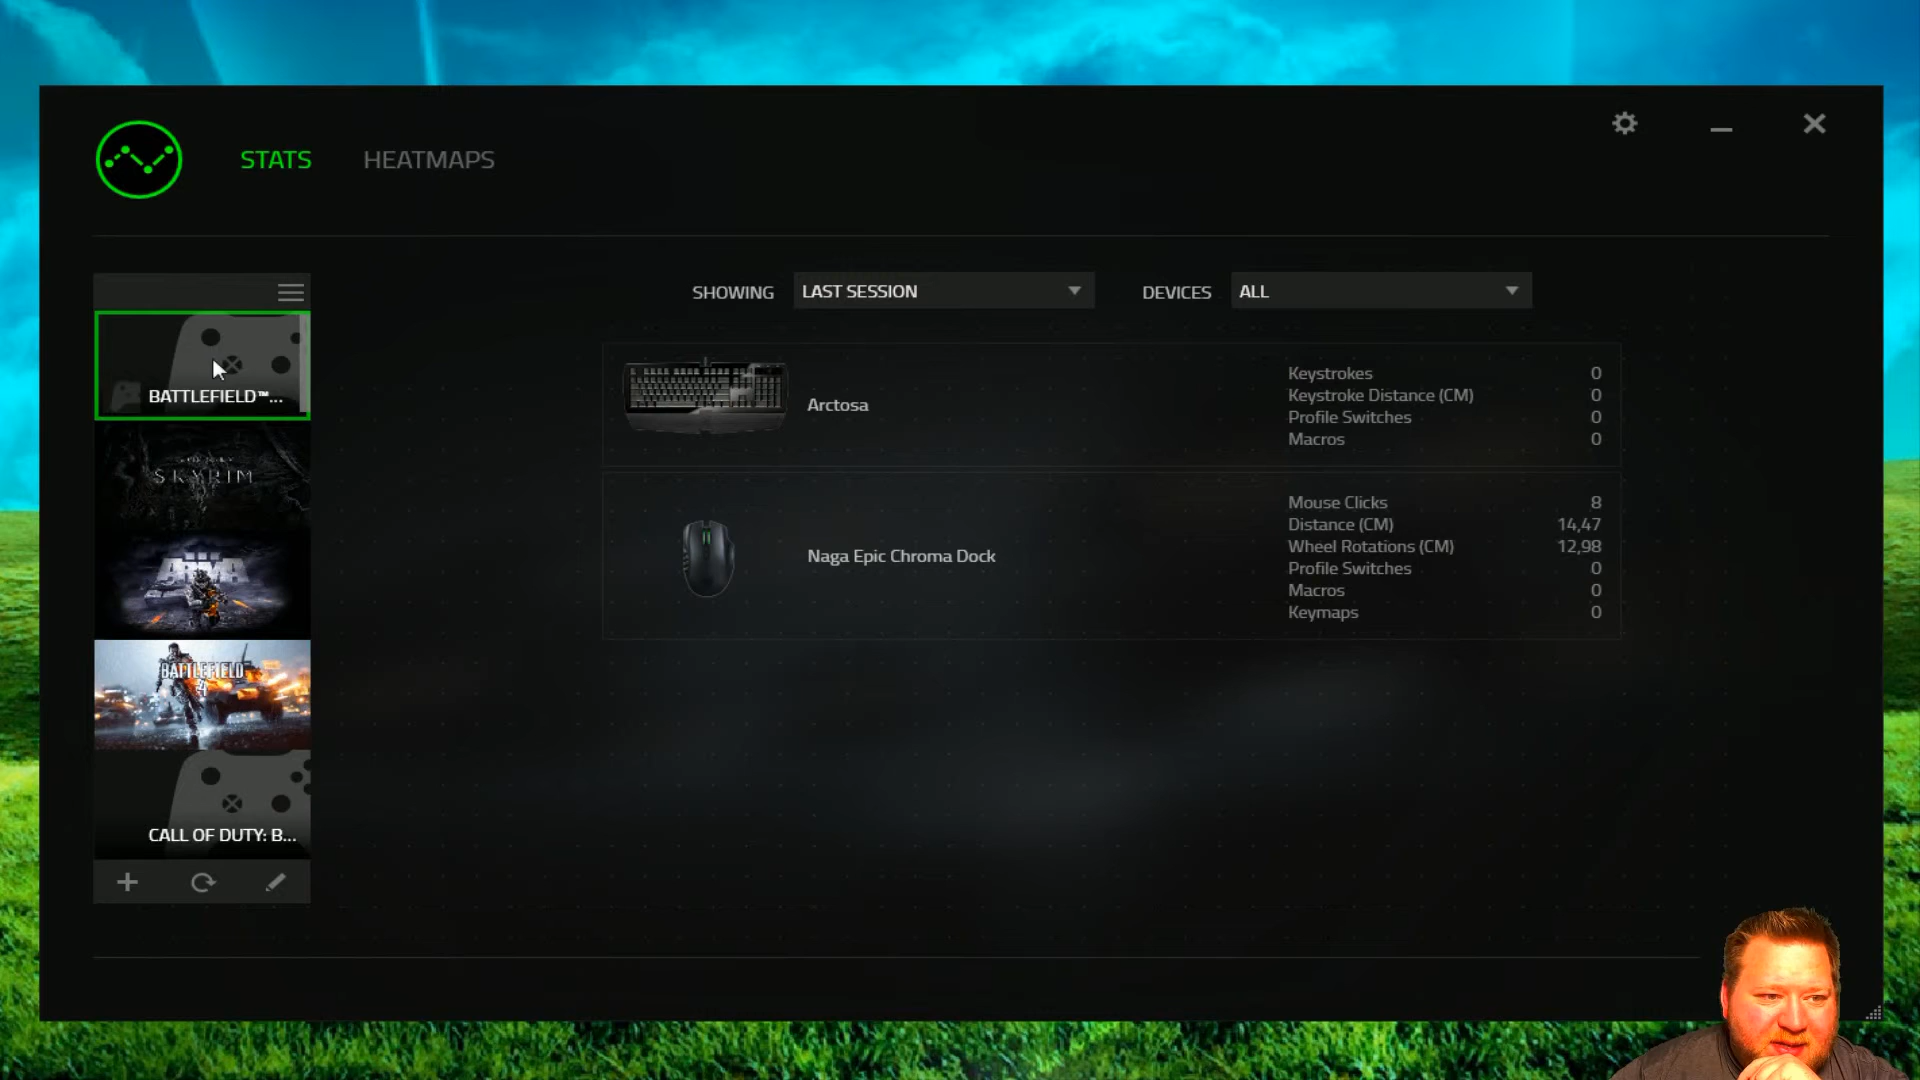 STATS
HEATMAPS
SHOWING
LAST SESSION
DEVICES
ALL
BATTLEFIELD™...
SKYRIM
BATTLEFIELD
4
CALL OF DUTY: B...
Arctosa
Keystrokes 0
Keystroke Distance (CM) 0
Profile Switches 0
Macros 0
Naga Epic Chroma Dock
Mouse Clicks 8
Distance (CM) 14,47
Wheel Rotations (CM) 12,98
Profile Switches 0
Macros 0
Keymaps 0